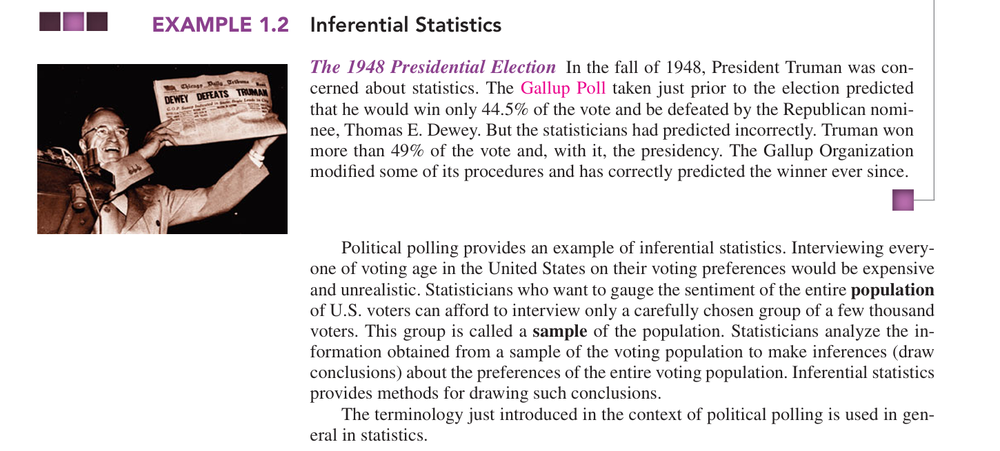 EXAMPLE 1.2 Inferential Statistics
The 1948 Presidential Election In the fall of 1948, President Truman was con-
cerned about statistics. The Gallup Poll taken just prior to the election predicted
that he would win only 44.5% of the vote and be defeated by the Republican nomi-
nee, Thomas E. Dewey. But the statisticians had predicted incorrectly. Truman won
more than 49% of the vote and, with it, the presidency. The Gallup Organization
modified some of its procedures and has correctly predicted the winner ever since.
Chicago Daily Tribune
DEWEY DEFEATS TRUMAN
Political polling provides an example of inferential statistics. Interviewing every-
one of voting age in the United States on their voting preferences would be expensive
and unrealistic. Statisticians who want to gauge the sentiment of the entire population
of U.S. voters can afford to interview only a carefully chosen group of a few thousand
voters. This group is called a sample of the population. Statisticians analyze the in-
formation obtained from a sample of the voting population to make inferences (draw
conclusions) about the preferences of the entire voting population. Inferential statistics
provides methods for drawing such conclusions.
The terminology just introduced in the context of political polling is used in gen-
eral in statistics.